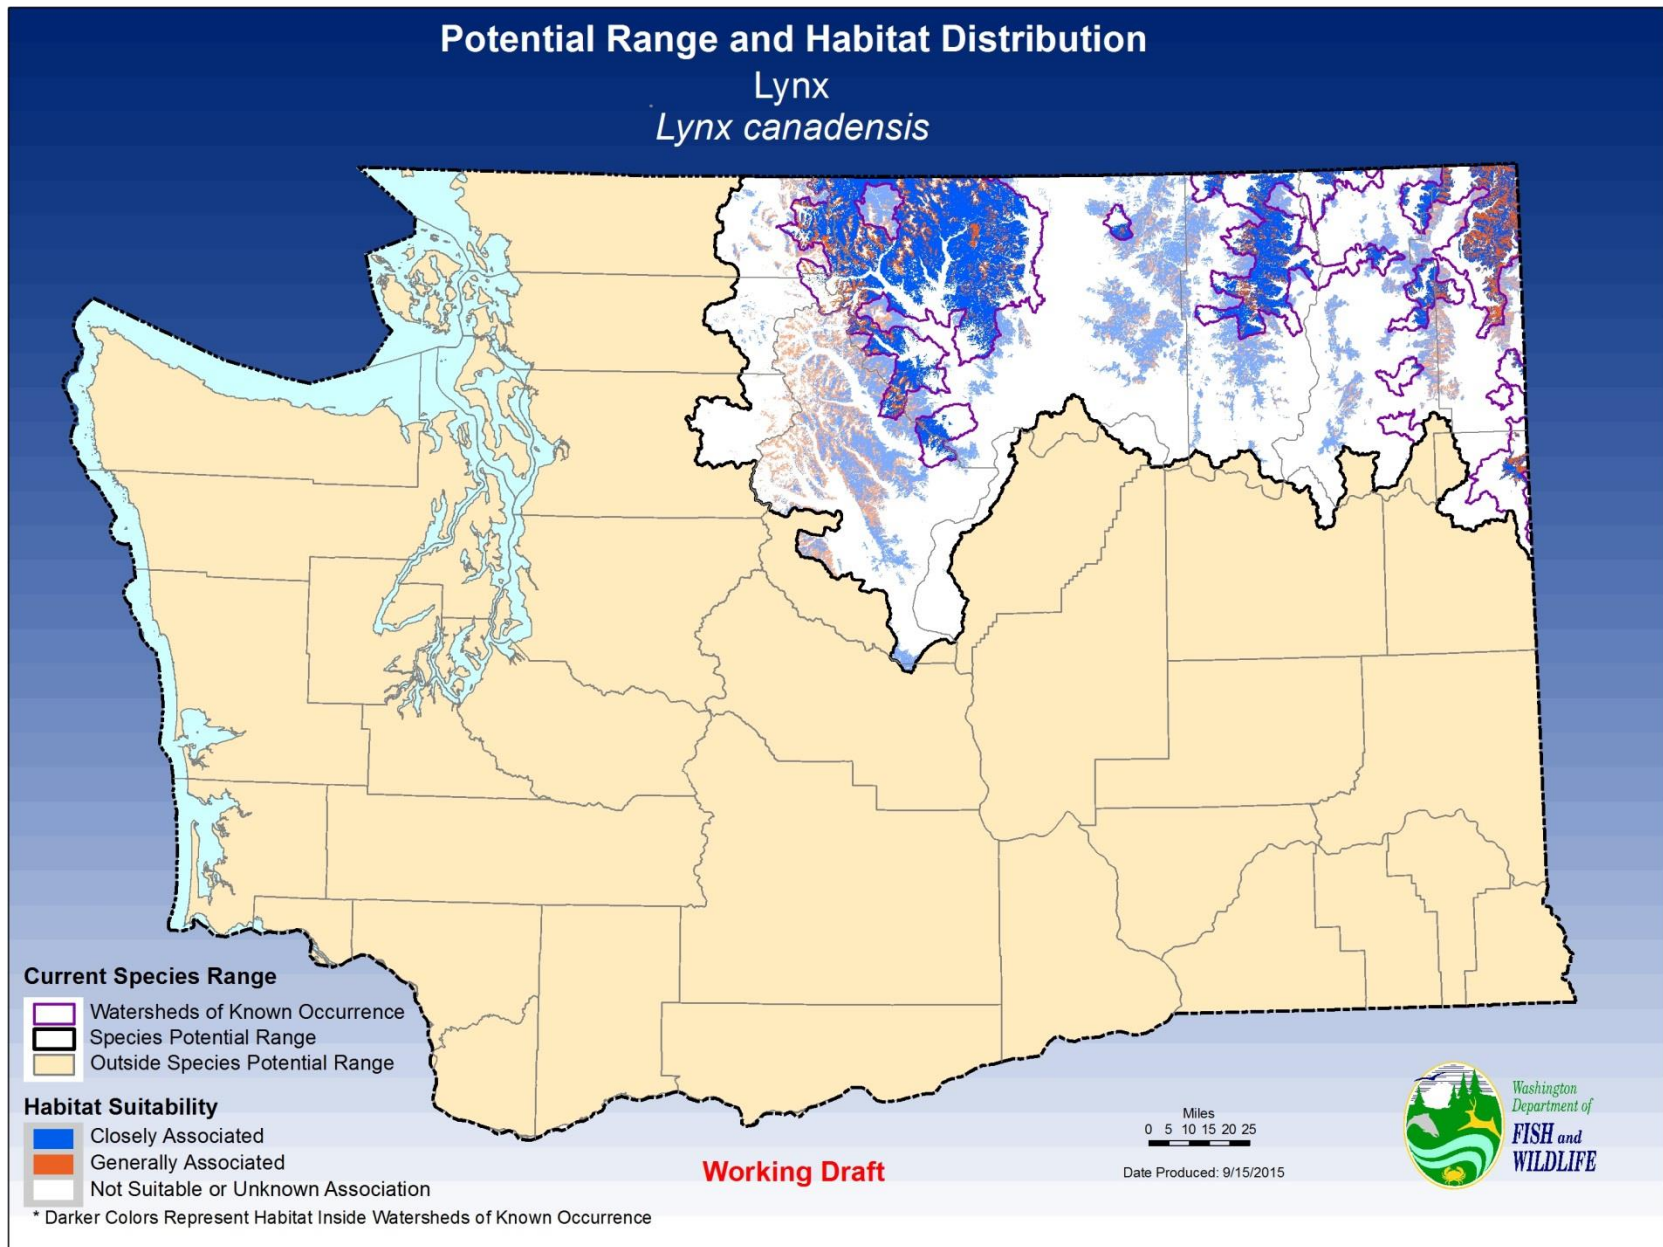 Potential Range and Habitat Distribution
Lynx
Lynx canadensis
Current Species Range
Watersheds of Known Occurrence
Species Potential Range
Outside Species Potential Range
Habitat Suitability
Closely Associated
Generally Associated
Not Suitable or Unknown Association
* Darker Colors Represent Habitat Inside Watersheds of Known Occurrence
Working Draft
Miles
0 5 10 15 20 25
Date Produced: 9/15/2015
Washington
Department of
FISH and
WILDLIFE